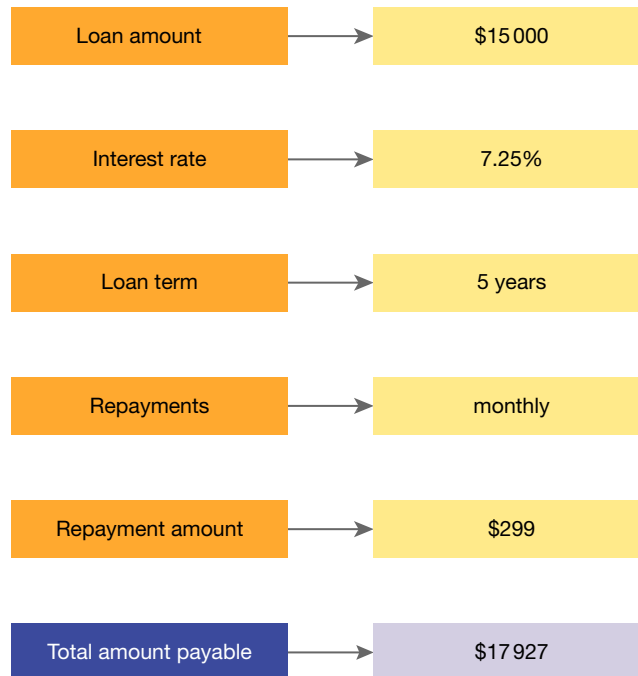 Loan amount $15 000
Interest rate 7.25%
Loan term 5 years
Repayments monthly
Repayment amount $299
Total amount payable $17 927